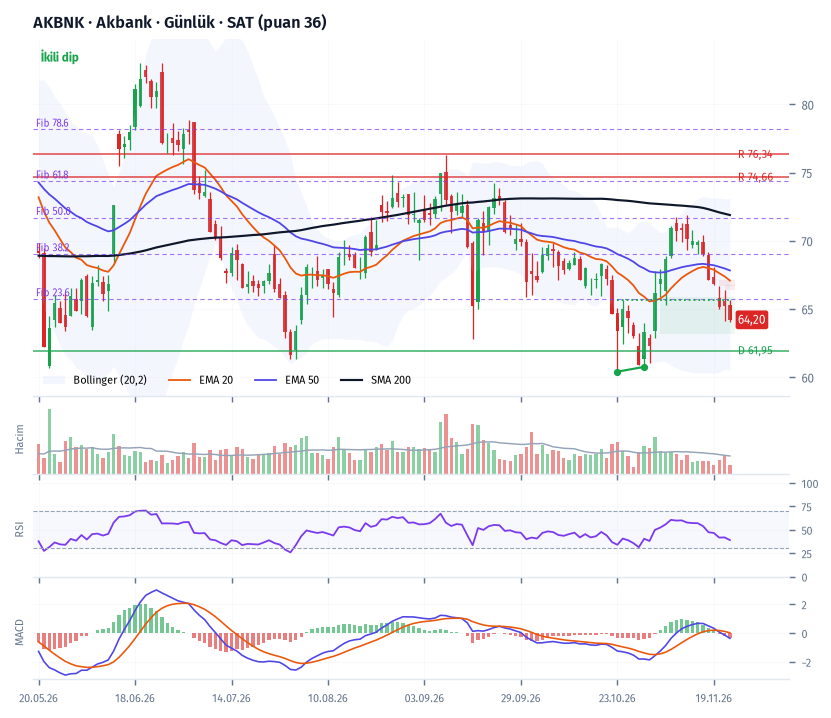 AKBNK · Akbank · Günlük · SAT (puan 36)
İkili dip
Fib 78.6
Fib 61.8
Fib 50.0
Fib 38.2
Fib 23.6
R 76,34
R 74,66
D 61,95
64,20
80
75
70
65
60
Bollinger (20,2)
EMA 20
EMA 50
SMA 200
Hacim
RSI
100
75
50
25
0
MACD
2
0
−2
20.05.26
18.06.26
14.07.26
10.08.26
03.09.26
29.09.26
23.10.26
19.11.26